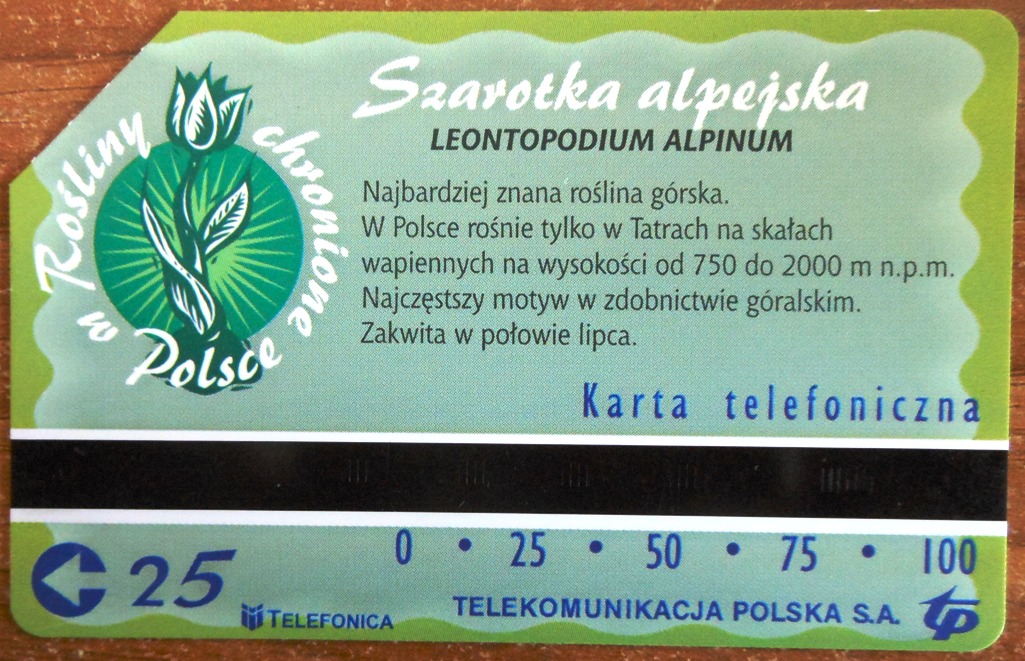 Rośliny chronione
w Polsce
Szarotka alpejska
LEONTOPODIUM ALPINUM
Najbardziej znana roślina górska.
W Polsce rośnie tylko w Tatrach na skałach
wapiennych na wysokości od 750 do 2000 m n.p.m.
Najczęstszy motyw w zdobnictwie góralskim.
Zakwita w połowie lipca.
Karta telefoniczna
0 • 25 • 50 • 75 • 100
25
TELEFONICA
TELEKOMUNIKACJA POLSKA S.A.
tp